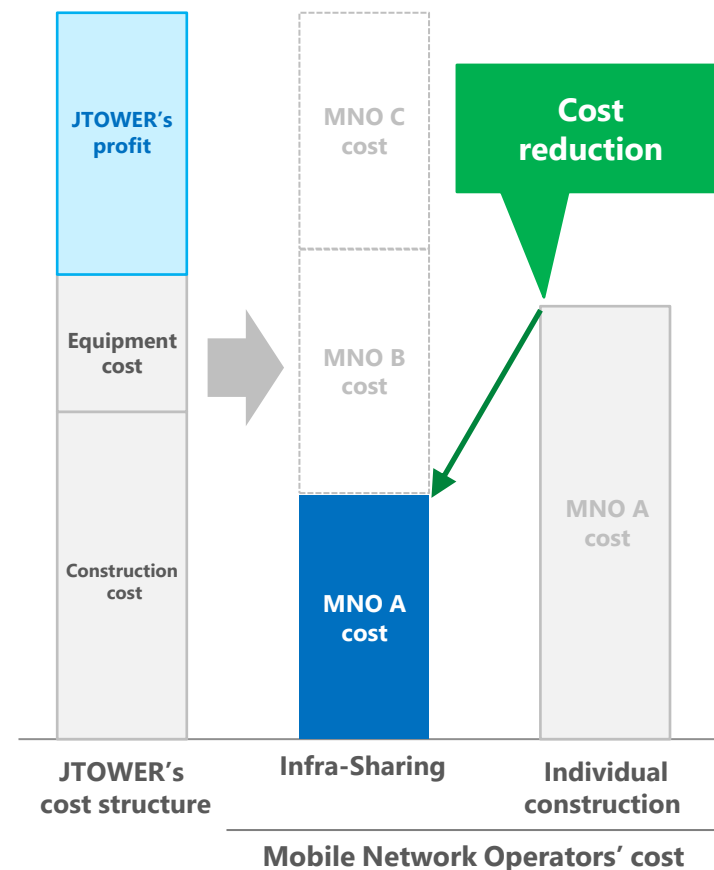 JTOWER’s
profit
Equipment
cost
Construction
cost
MNO C
cost
MNO B
cost
MNO A
cost
Cost
reduction
MNO A
cost
JTOWER’s
cost structure
Infra-Sharing
Individual
construction
Mobile Network Operators’ cost